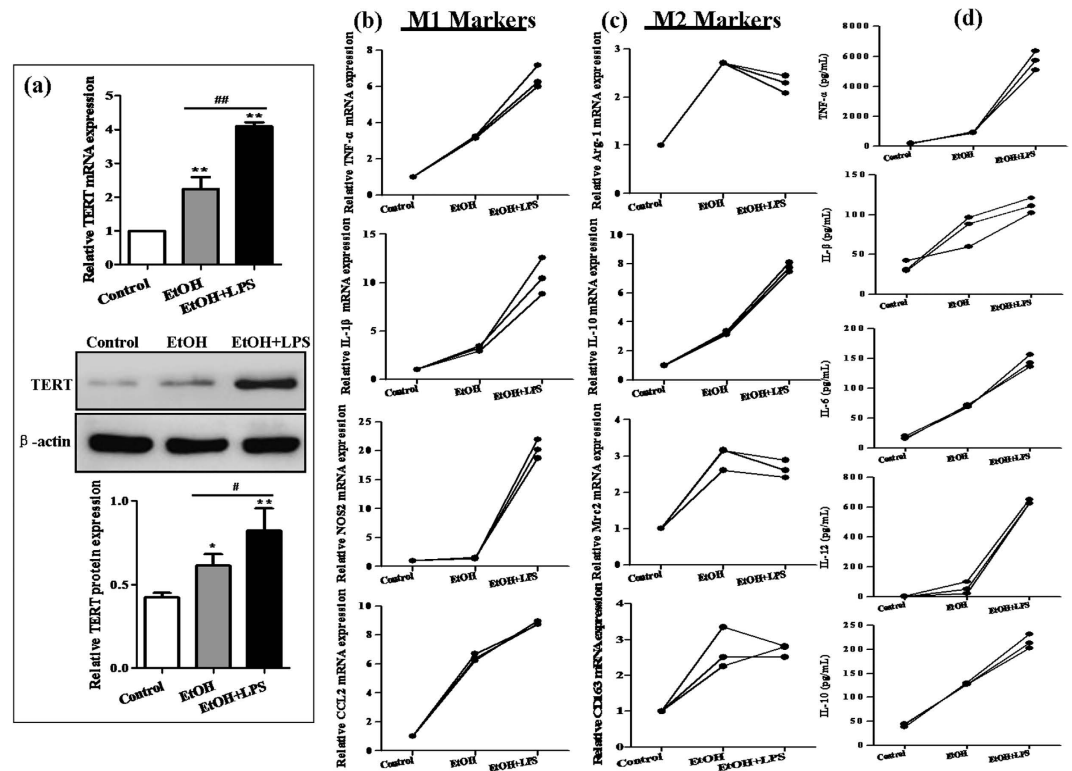 (a)
Relative TERT mRNA expression
5
4
3
2
1
0
##
**
**
Control
EtOH
EtOH+LPS
Control EtOH EtOH+LPS
TERT
β-actin
Relative TERT protein expression
1.0
0.5
0.0
#
*
**
Control
EtOH
EtOH+LPS
(b)
M1 Markers
Relative TNF-α mRNA expression
10
8
6
4
2
0
Control
EtOH
EtOH+LPS
Relative IL-1β mRNA expression
15
10
5
0
Control
EtOH
EtOH+LPS
Relative NOS2 mRNA expression
25
20
15
10
5
0
Control
EtOH
EtOH+LPS
Relative CCL2 mRNA expression
10
8
6
4
2
0
Control
EtOH
EtOH+LPS
(c)
M2 Markers
Relative Arg-1 mRNA expression
3
2
1
0
Control
EtOH
EtOH+LPS
Relative IL-10 mRNA expression
10
8
6
4
2
0
Control
EtOH
EtOH+LPS
Relative Mrc2 mRNA expression
4
3
2
1
0
Control
EtOH
EtOH+LPS
Relative CD163 mRNA expression
4
3
2
1
0
Control
EtOH
EtOH+LPS
(d)
TNF-α (pg/mL)
8000
6000
4000
2000
0
Control
EtOH
EtOH+LPS
IL-β (pg/mL)
150
100
50
0
Control
EtOH
EtOH+LPS
IL-6 (pg/mL)
200
150
100
50
0
Control
EtOH
EtOH+LPS
IL-12 (pg/mL)
800
600
400
200
0
Control
EtOH
EtOH+LPS
IL-10 (pg/mL)
250
200
150
100
50
0
Control
EtOH
EtOH+LPS